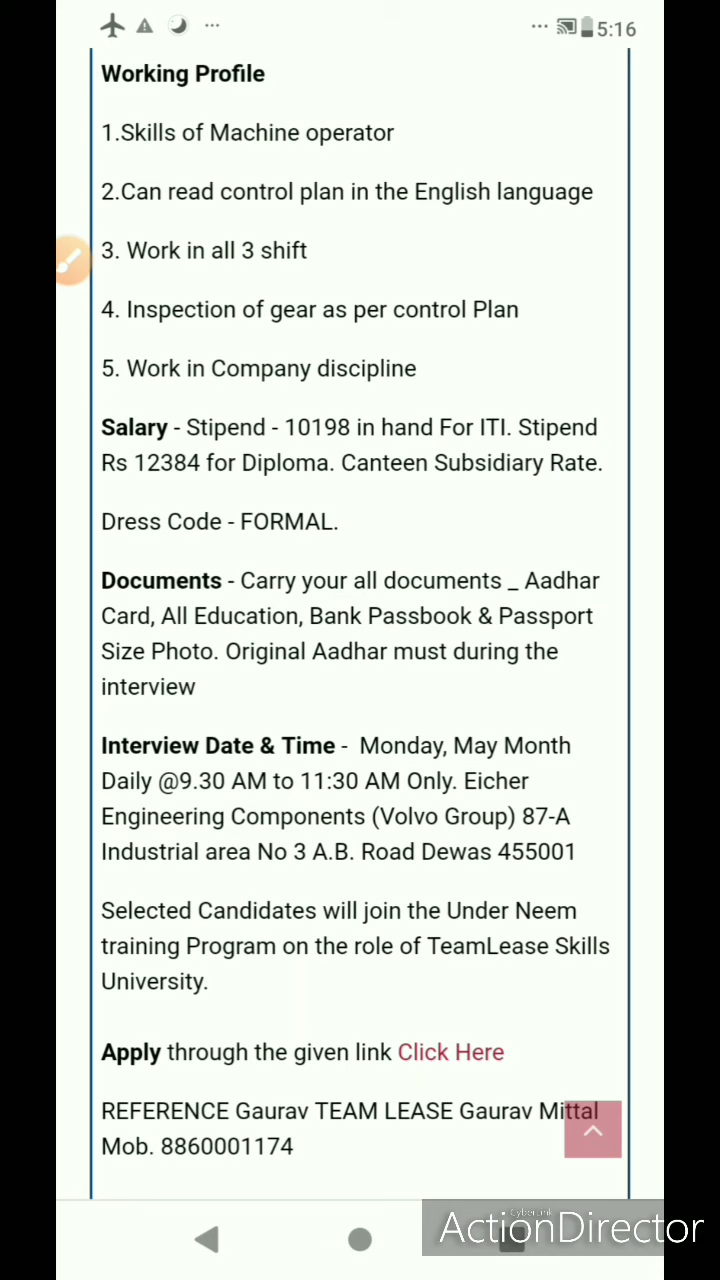 ... ... 5:16
Working Profile
1.Skills of Machine operator
2.Can read control plan in the English language
3. Work in all 3 shift
4. Inspection of gear as per control Plan
5. Work in Company discipline
Salary - Stipend - 10198 in hand For ITI. Stipend
Rs 12384 for Diploma. Canteen Subsidiary Rate.
Dress Code - FORMAL.
Documents - Carry your all documents _ Aadhar
Card, All Education, Bank Passbook & Passport
Size Photo. Original Aadhar must during the
interview
Interview Date & Time -  Monday, May Month
Daily @9.30 AM to 11:30 AM Only. Eicher
Engineering Components (Volvo Group) 87-A
Industrial area No 3 A.B. Road Dewas 455001
Selected Candidates will join the Under Neem
training Program on the role of TeamLease Skills
University.
Apply through the given link Click Here
REFERENCE Gaurav TEAM LEASE Gaurav Mittal
Mob. 8860001174
CyberLink
ActionDirector